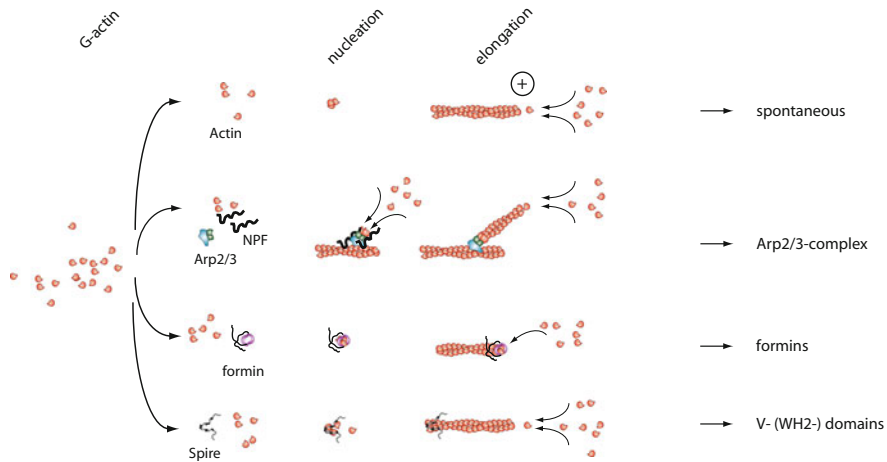 G-actin
nucleation
elongation
+
Actin
spontaneous
NPF
Arp2/3
Arp2/3-complex
formin
formins
Spire
V- (WH2-) domains